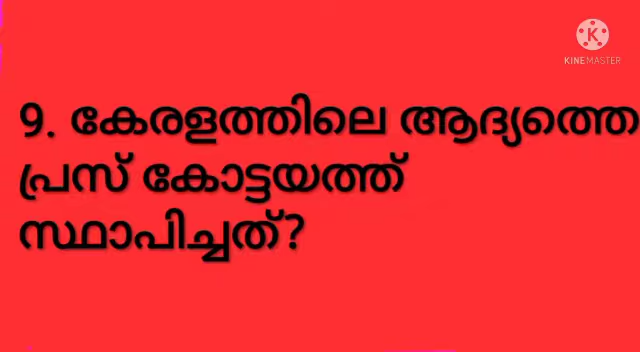 K
KINEMASTER
9. കേരളത്തിലെ ആദ്യത്തെ
പ്രസ് കോട്ടയത്ത്
സ്ഥാപിച്ചത്?